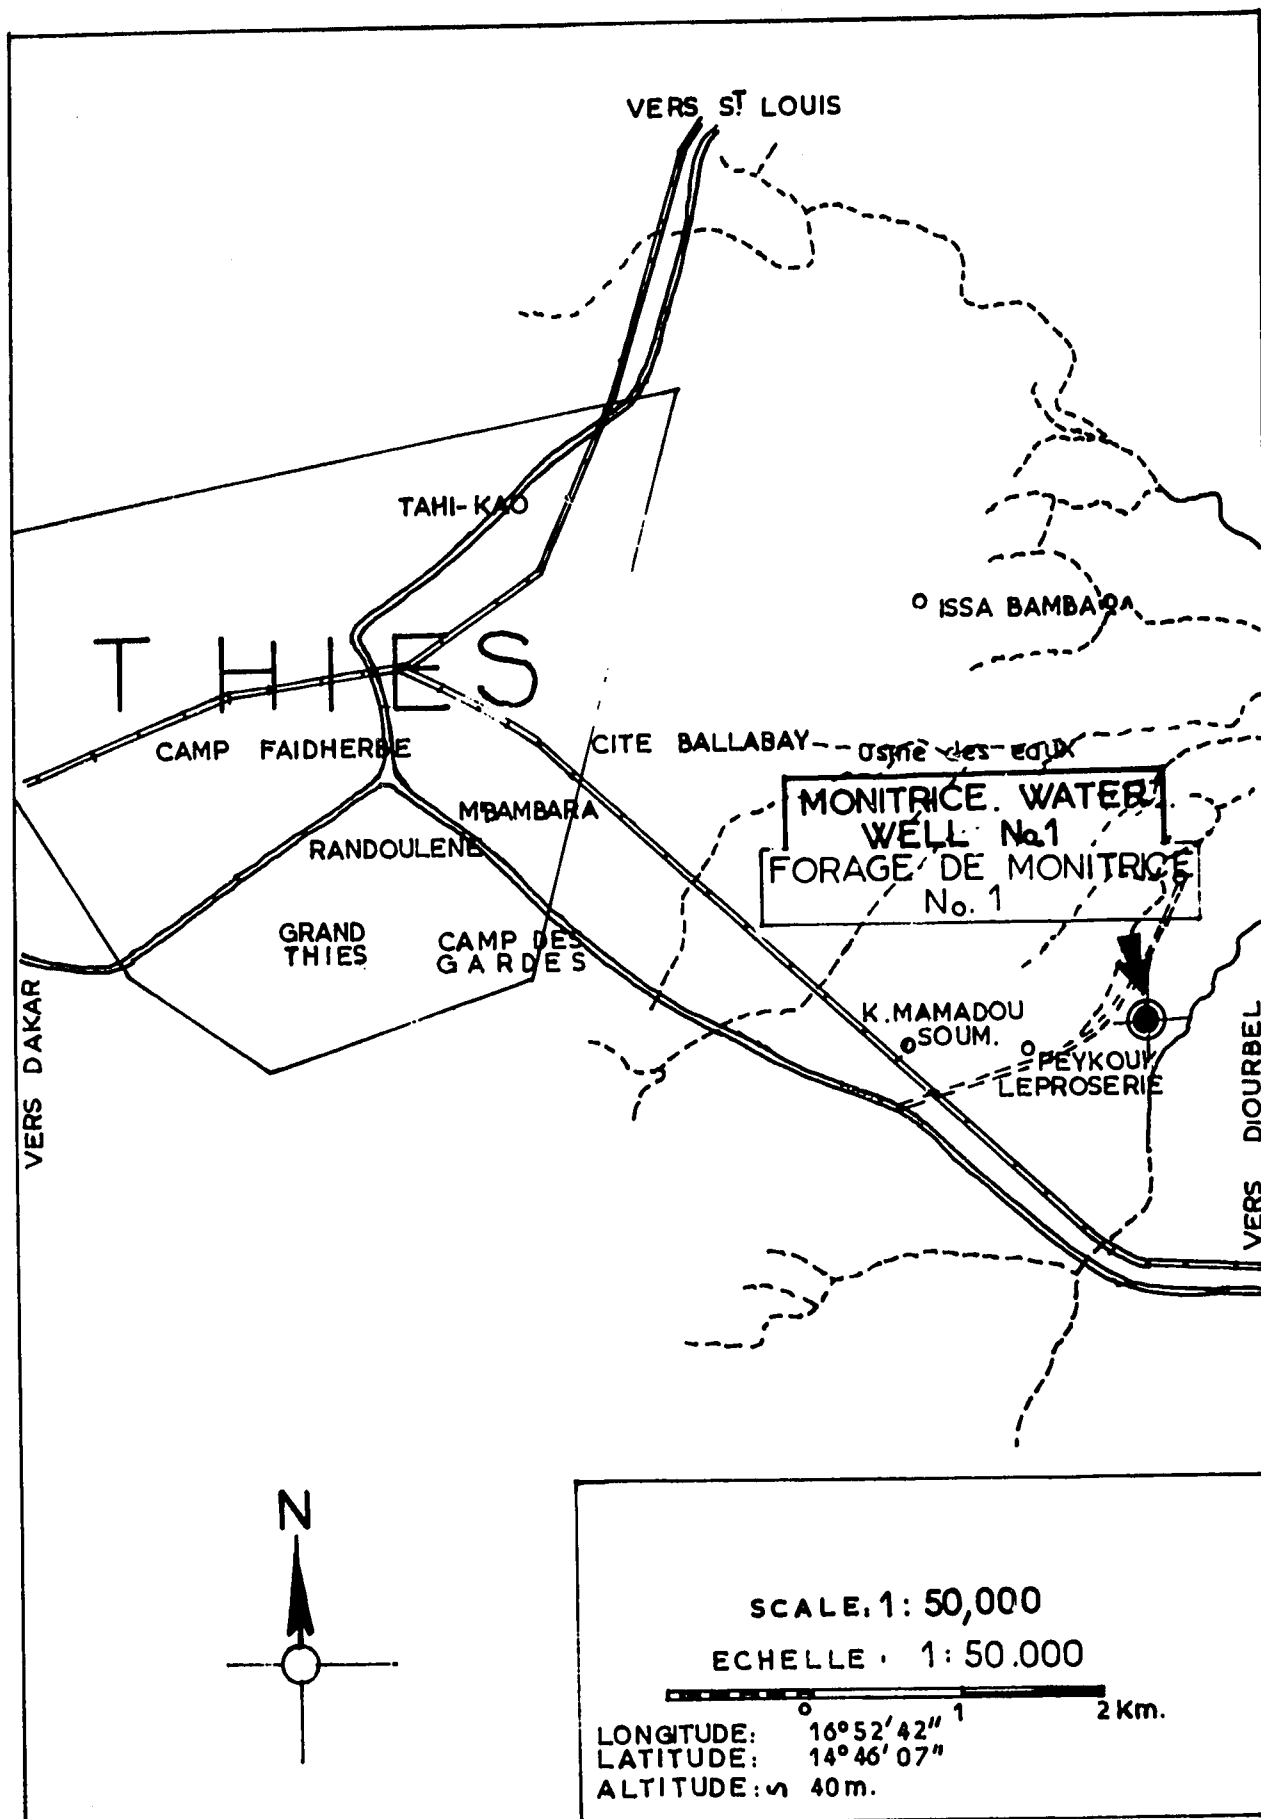 VERS ST LOUIS
TAHI-KAO
ISSA BAMBARA
THIES
CAMP FAIDHERBE
CITE BALLABAY
usine des eaux
MONITRICE. WATER
WELL No.1
FORAGE DE MONITRICE
No. 1
M'BAMBARA
RANDOULENE
GRAND
THIES
CAMP DES
GARDES
VERS DAKAR
K.MAMADOU
SOUM.
PEYKOUK
LEPROSERIE
VERS DIOURBEL
N
SCALE: 1: 50,000
ECHELLE . 1: 50.000
0 1 2 Km.
LONGITUDE: 16° 52' 42"
LATITUDE: 14° 46' 07"
ALTITUDE: ∽ 40m.